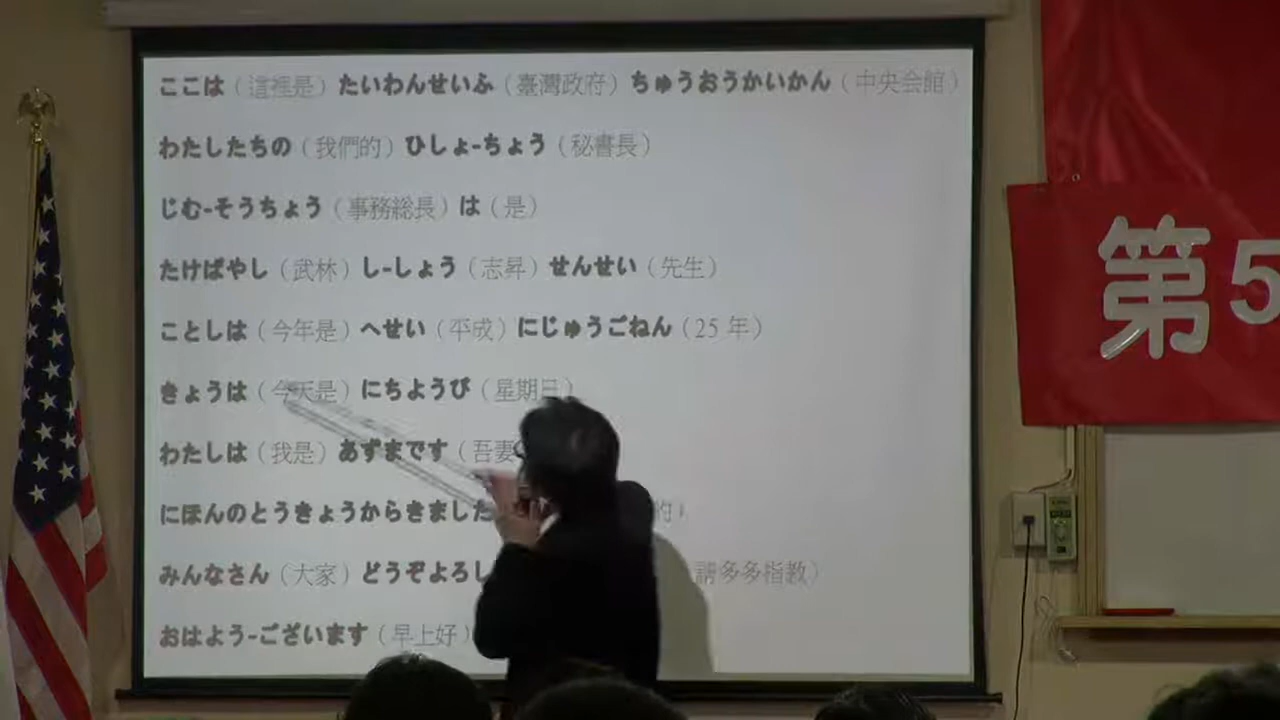 ここは（這裡是）たいわんせいふ（臺灣政府）ちゅうおうかいかん（中央会館）
わたしたちの（我們的）ひしょ-ちょう（秘書長）
じむ-そうちょう（事務総長）は（是）
たけばやし（武林）し-しょう（志昇）せんせい（先生）
ことしは（今年是）へせい（平成）にじゅうごねん（25 年）
きょうは（今天是）にちようび（星期日）
わたしは（我是）あずまです（吾妻
にほんのとうきょうからきました 的）
みんなさん（大家）どうぞよろし 請多多指教）
おはよう-ございます（早上好）
第5